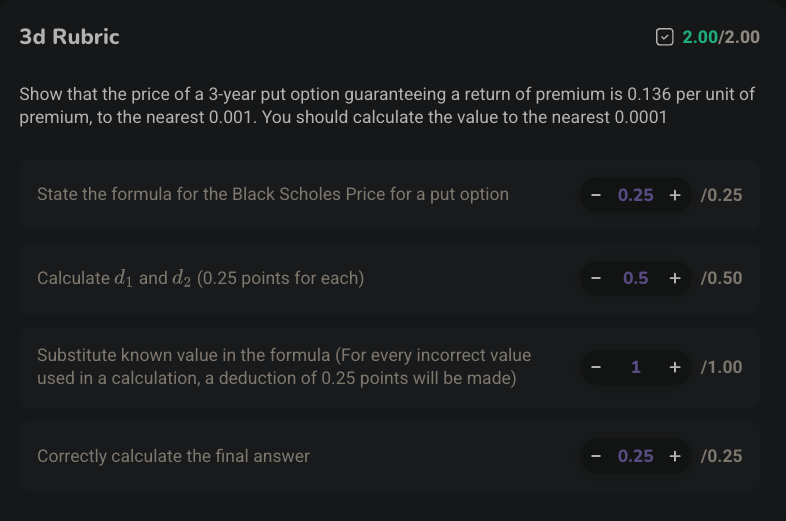 3d Rubric 2.00/2.00
Show that the price of a 3-year put option guaranteeing a return of premium is 0.136 per unit of
premium, to the nearest 0.001. You should calculate the value to the nearest 0.0001
State the formula for the Black Scholes Price for a put option − 0.25 + /0.25
Calculate d₁ and d₂ (0.25 points for each) − 0.5 + /0.50
Substitute known value in the formula (For every incorrect value
used in a calculation, a deduction of 0.25 points will be made) − 1 + /1.00
Correctly calculate the final answer − 0.25 + /0.25